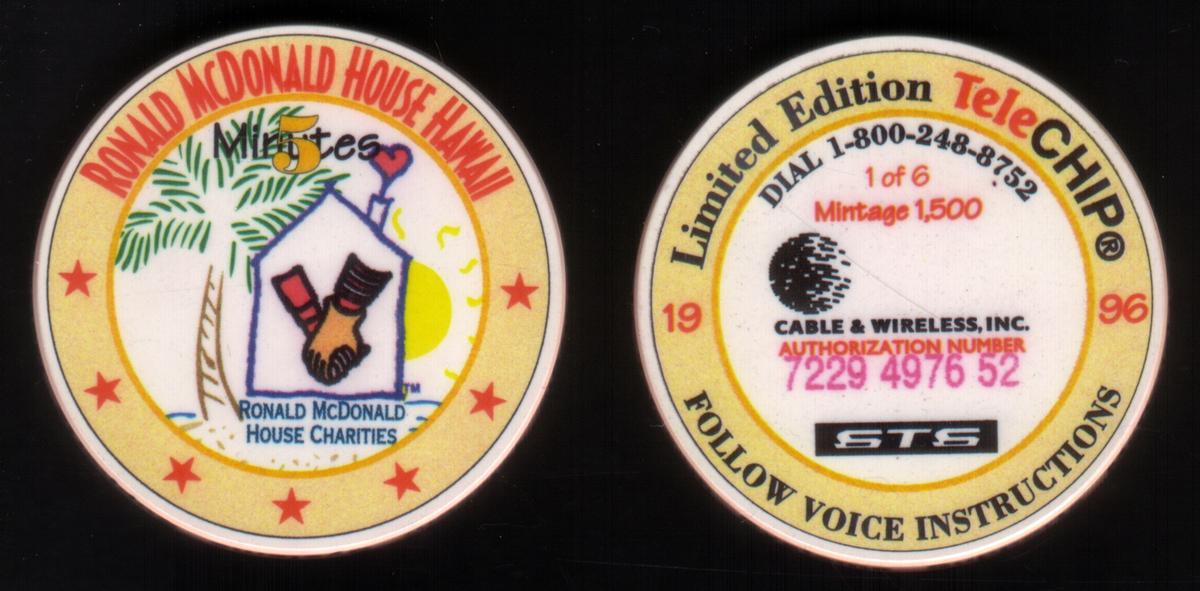 RONALD MCDONALD HOUSE HAWAII
5 Minutes
TM
RONALD MCDONALD
HOUSE CHARITIES
Limited Edition TeleCHIP®
DIAL 1-800-248-8752
1 of 6
Mintage 1,500
19 96
CABLE & WIRELESS, INC.
AUTHORIZATION NUMBER
7229 4976 52
STS
FOLLOW VOICE INSTRUCTIONS